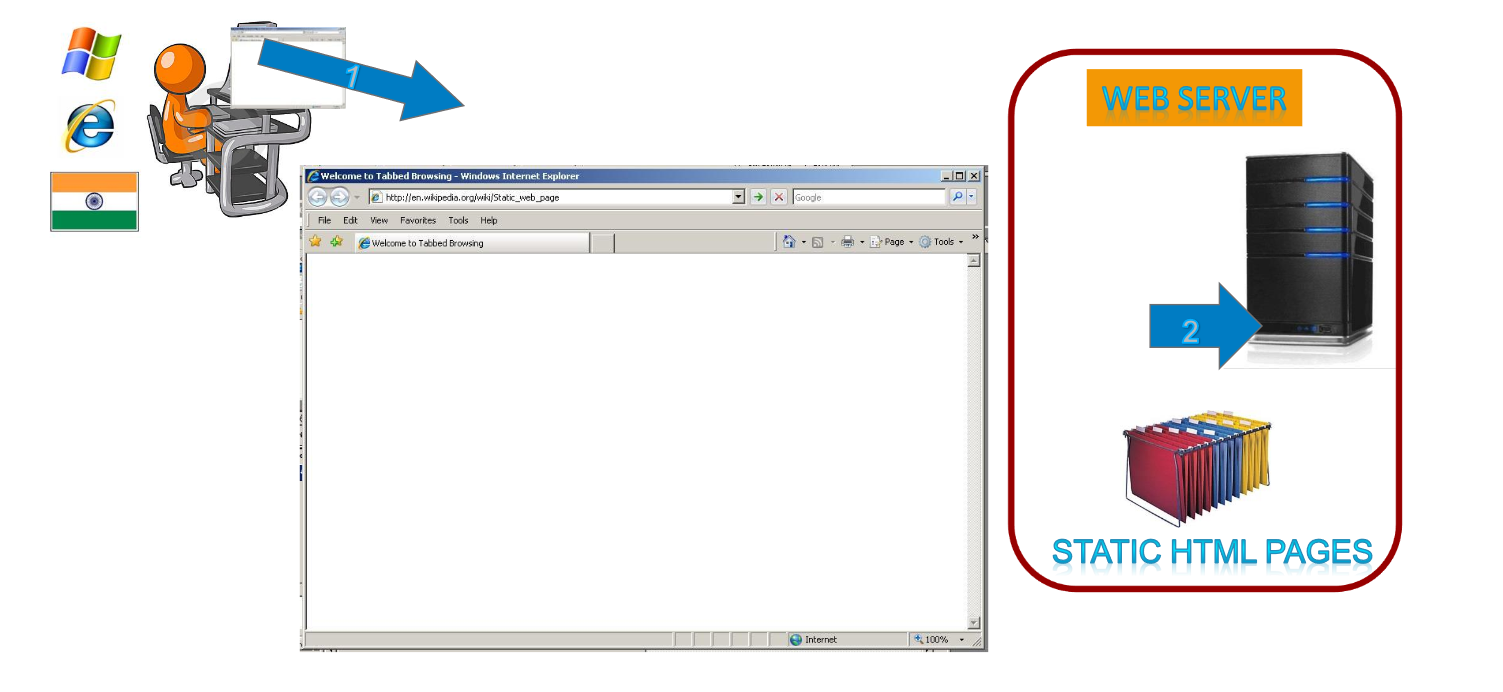 1
WEB SERVER
Welcome to Tabbed Browsing - Windows Internet Explorer
http://en.wikipedia.org/wiki/Static_web_page
Google
File Edit View Favorites Tools Help
Welcome to Tabbed Browsing
Page Tools »
2
STATIC HTML PAGES
Internet
100%